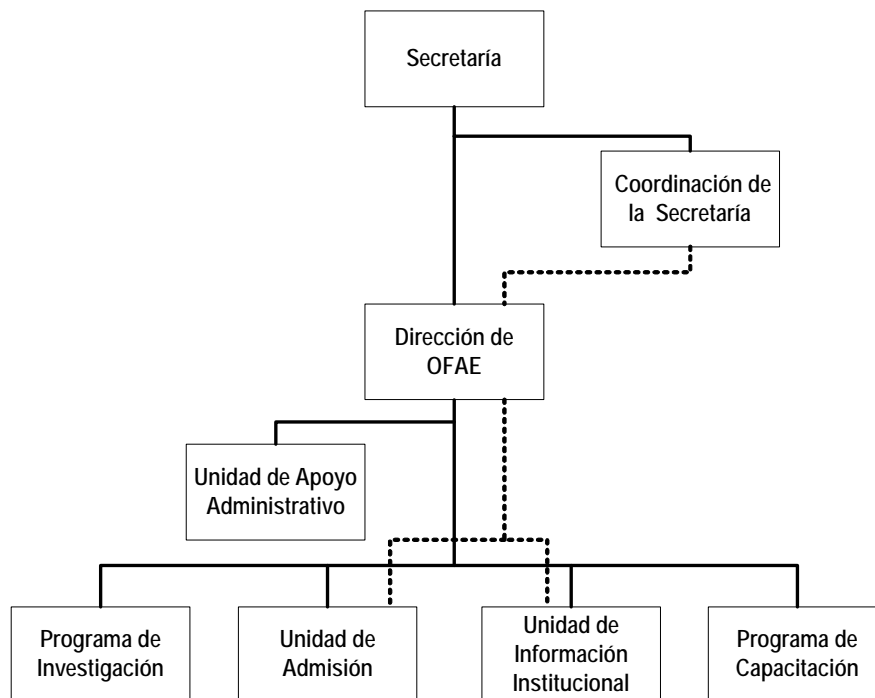 Secretaría
Coordinación de
la Secretaría
Dirección de
OFAE
Unidad de Apoyo
Administrativo
Programa de
Investigación
Unidad de
Admisión
Unidad de
Información
Institucional
Programa de
Capacitación